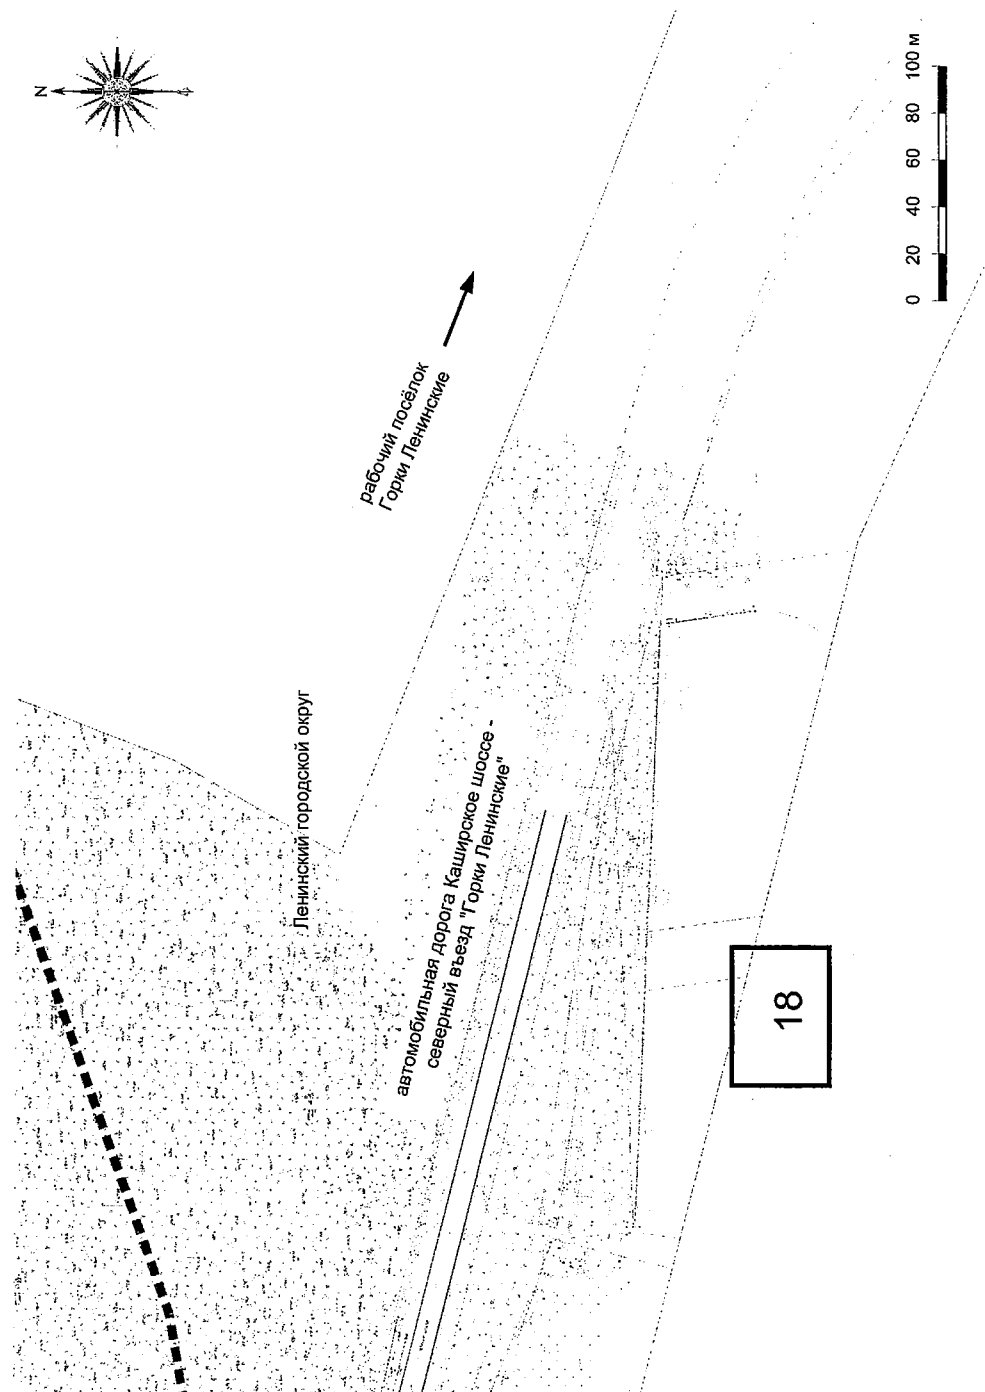 N
Ленинский городской округ
рабочий посёлок
Горки Ленинские
автомобильная дорога Каширское шоссе -
северный въезд "Горки Ленинские"
18
0 20 40 60 80 100 м